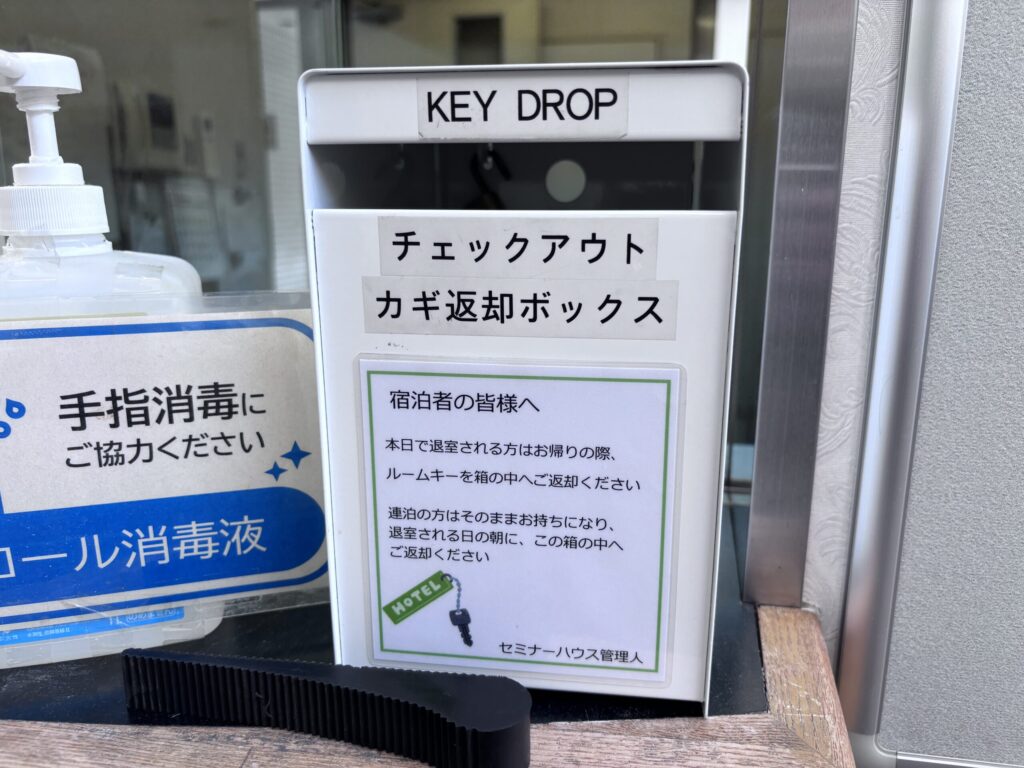 KEY DROP
チェックアウト
カギ返却ボックス
宿泊者の皆様へ
本日で退室される方はお帰りの際、
ルームキーを箱の中へご返却ください
連泊の方はそのままお持ちになり、
退室される日の朝に、この箱の中へ
ご返却ください
HOTEL
セミナーハウス管理人
手指消毒に
ご協力ください
コール消毒液